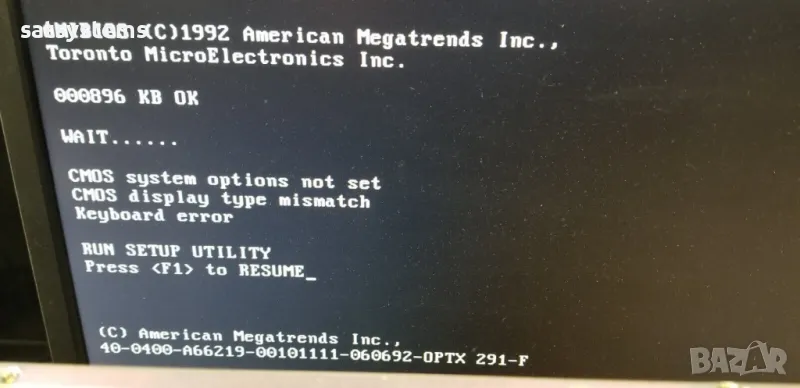 AMIBIOS (C)1992 American Megatrends Inc.,
Toronto MicroElectronics Inc.
000896 KB OK
WAIT......
CMOS system options not set
CMOS display type mismatch
Keyboard error
RUN SETUP UTILITY
Press <F1> to RESUME_
(C) American Megatrends Inc.,
40-0400-A66219-00101111-060692-OPTX 291-F
BAZAR